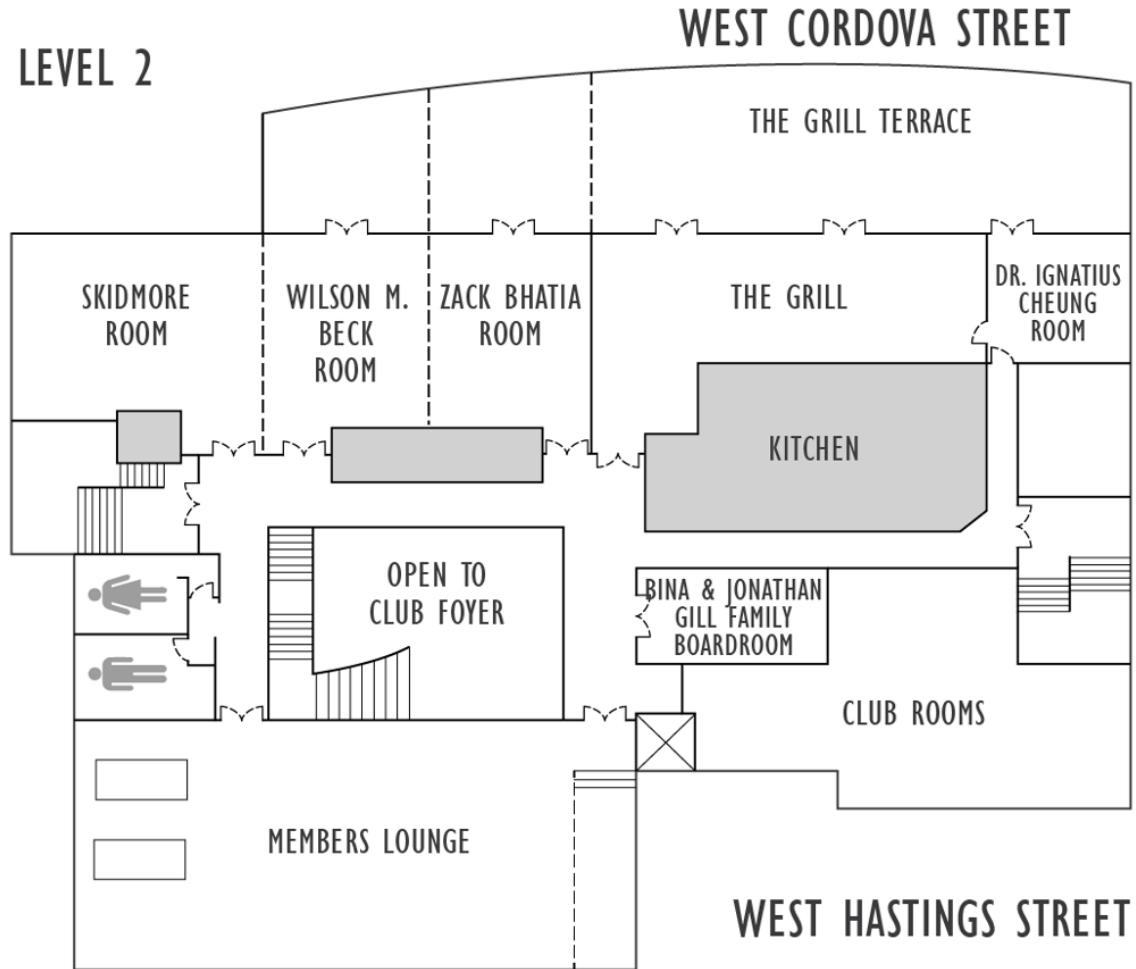 WEST CORDOVA STREET
LEVEL 2
THE GRILL TERRACE
SKIDMORE
ROOM
WILSON M.
BECK
ROOM
ZACK BHATIA
ROOM
THE GRILL
DR. IGNATIUS
CHEUNG
ROOM
KITCHEN
OPEN TO
CLUB FOYER
BINA & JONATHAN
GILL FAMILY
BOARDROOM
CLUB ROOMS
MEMBERS LOUNGE
WEST HASTINGS STREET